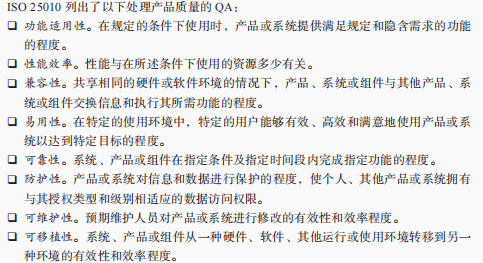 ISO 25010 列出了以下处理产品质量的 QA：
❑ 功能适用性。在规定的条件下使用时，产品或系统提供满足规定和隐含需求的功能
的程度。
❑ 性能效率。性能与在所述条件下使用的资源多少有关。
❑ 兼容性。共享相同的硬件或软件环境的情况下，产品、系统或组件与其他产品、系
统或组件交换信息和执行其所需功能的程度。
❑ 易用性。在特定的使用环境中，特定的用户能够有效、高效和满意地使用产品或系
统以达到特定目标的程度。
❑ 可靠性。系统、产品或组件在指定条件及指定时间段内完成指定功能的程度。
❑ 防护性。产品或系统对信息和数据进行保护的程度，使个人、其他产品或系统拥有
与其授权类型和级别相适应的数据访问权限。
❑ 可维护性。预期维护人员对产品或系统进行修改的有效性和效率程度。
❑ 可移植性。系统、产品或组件从一种硬件、软件、其他运行或使用环境转移到另一
种环境的有效性和效率程度。